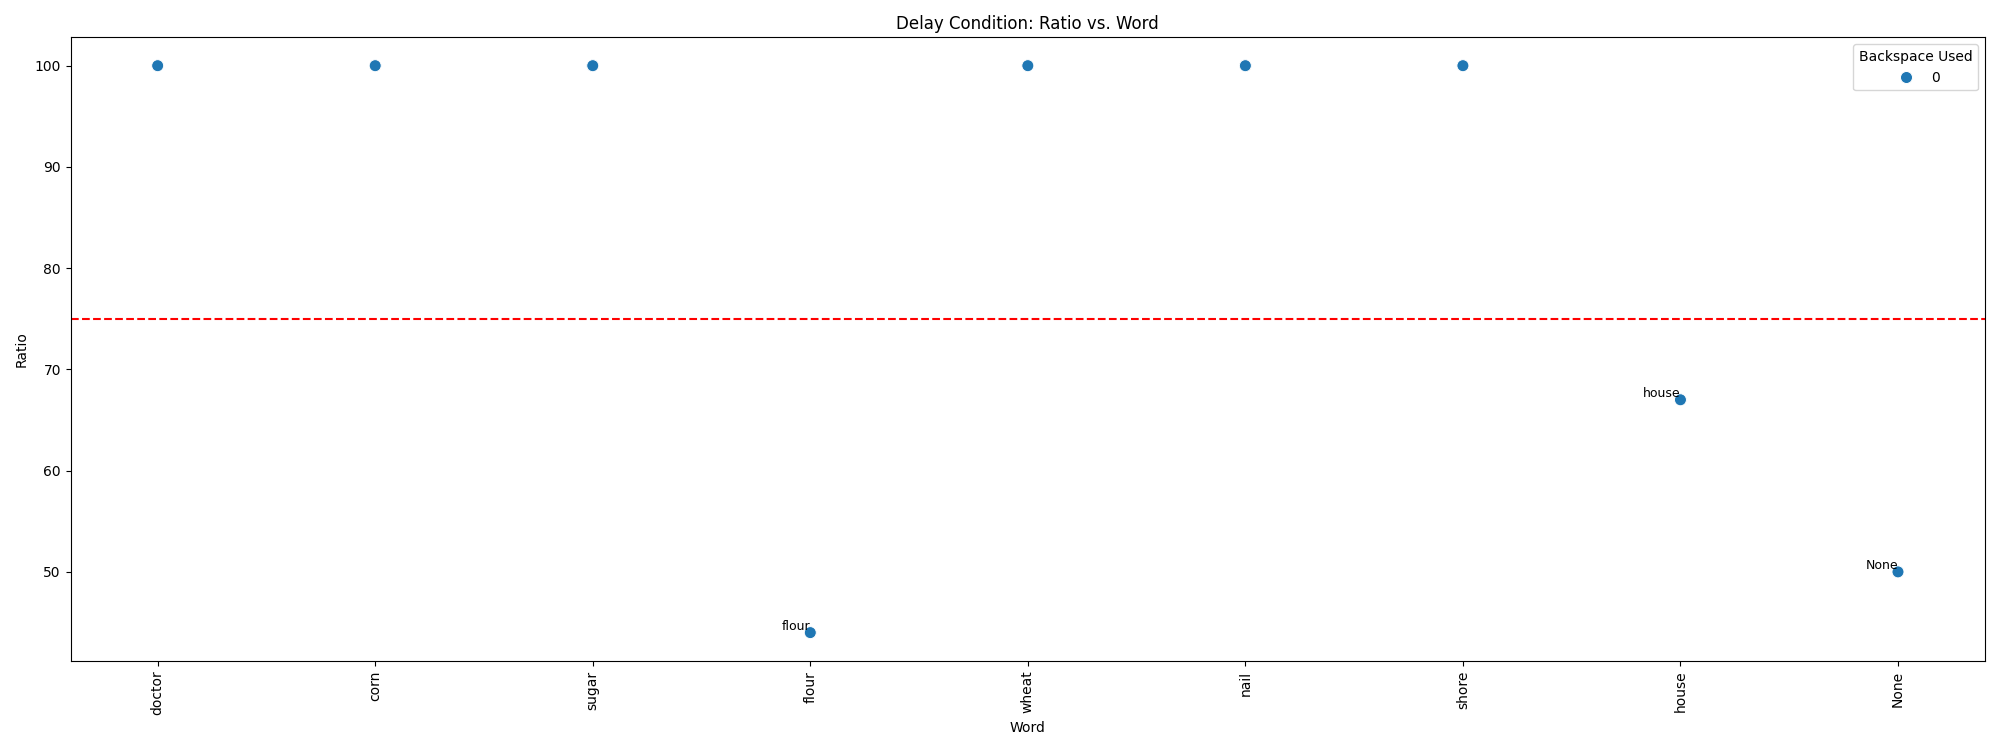 Delay Condition: Ratio vs. Word
Backspace Used
0
Ratio
100
90
80
70
60
50
house
None
flour
doctor
corn
sugar
flour
wheat
nail
shore
house
None
Word